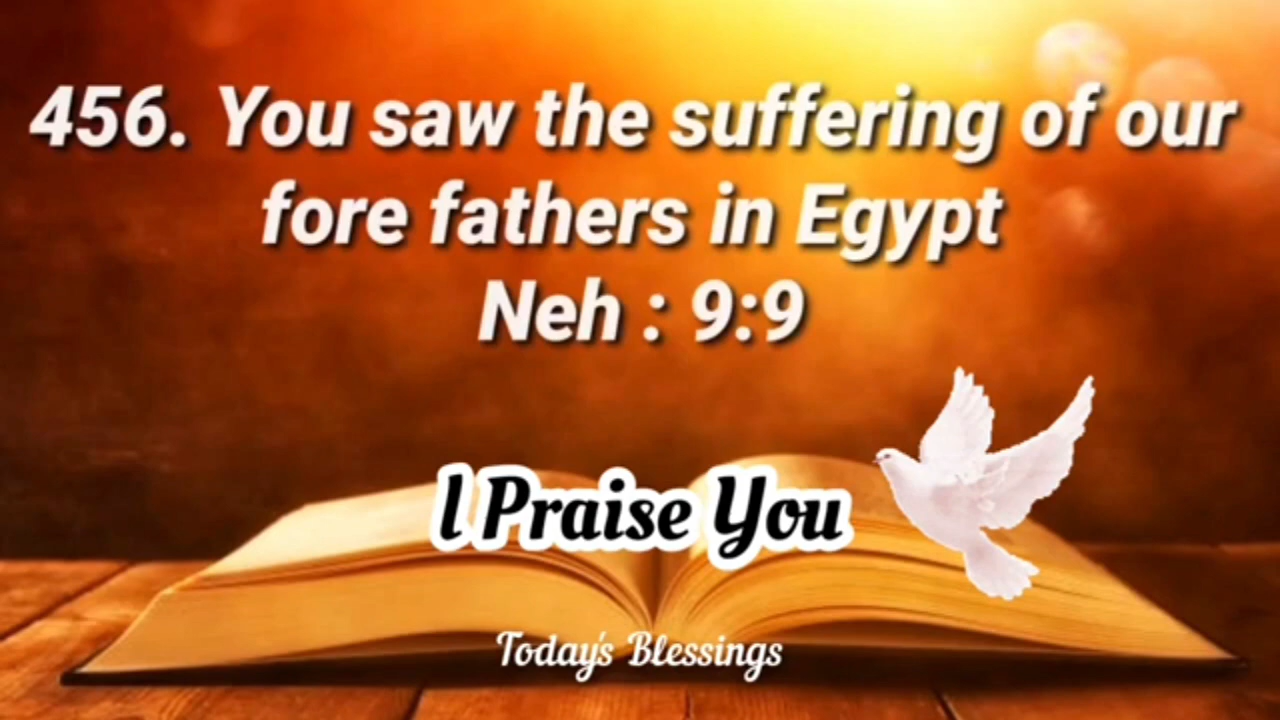 456. You saw the suffering of our
fore fathers in Egypt
Neh : 9:9
I Praise You
Today's Blessings